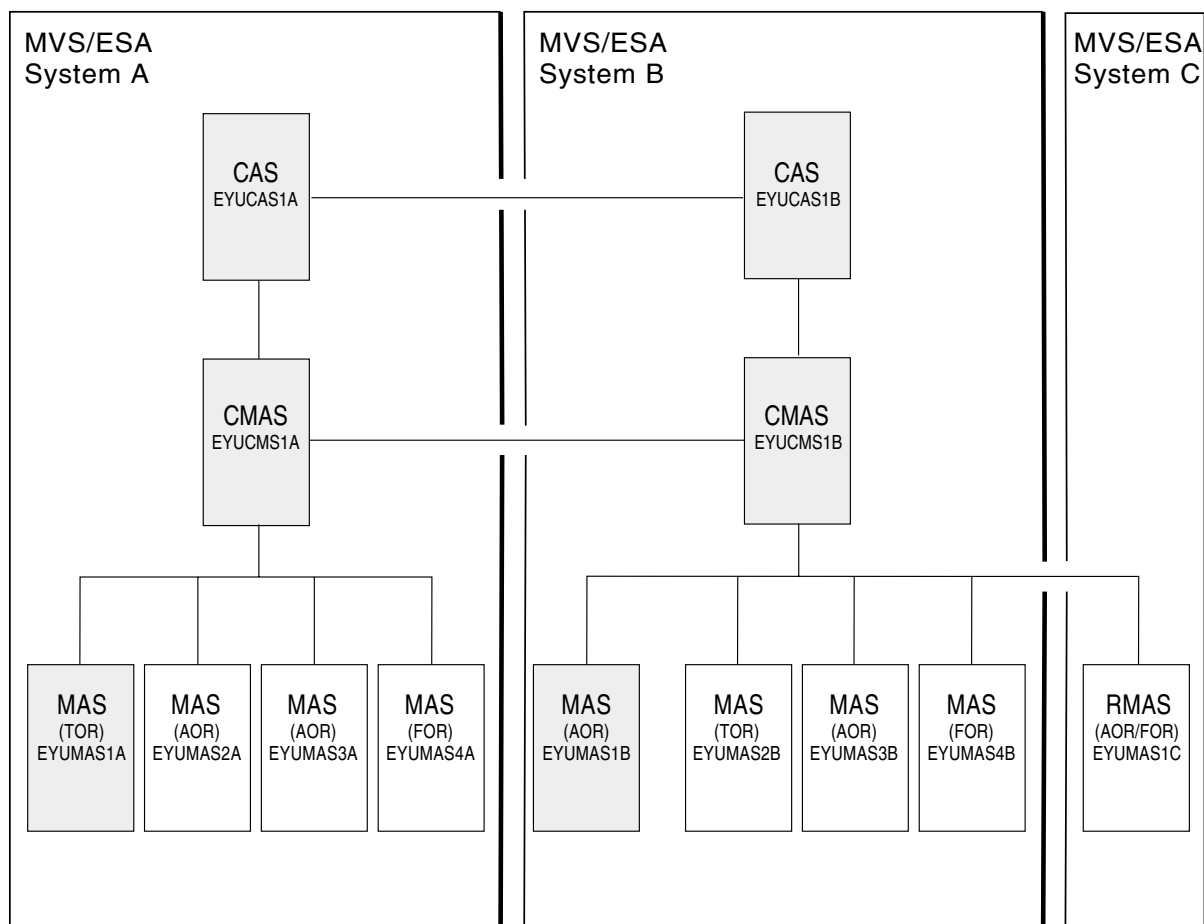 MVS/ESA
System A
MVS/ESA
System B
MVS/ESA
System C
CAS
EYUCAS1A
CAS
EYUCAS1B
CMAS
EYUCMS1A
CMAS
EYUCMS1B
MAS
(TOR)
EYUMAS1A
MAS
(AOR)
EYUMAS2A
MAS
(AOR)
EYUMAS3A
MAS
(FOR)
EYUMAS4A
MAS
(AOR)
EYUMAS1B
MAS
(TOR)
EYUMAS2B
MAS
(AOR)
EYUMAS3B
MAS
(FOR)
EYUMAS4B
RMAS
(AOR/FOR)
EYUMAS1C